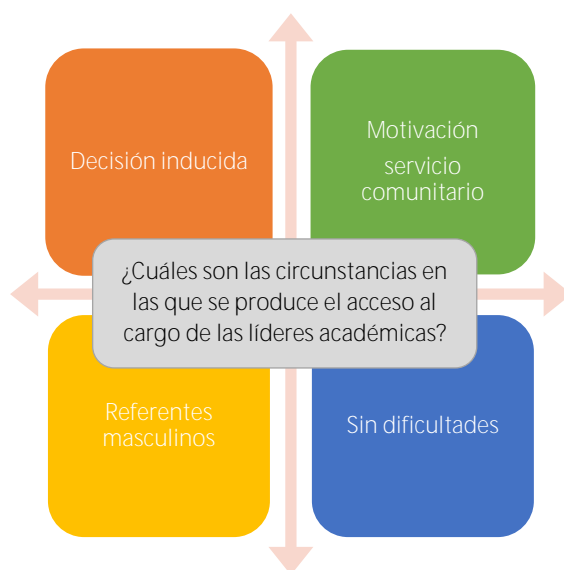 Decisión inducida
Motivación
servicio
comunitario
¿Cuáles son las circunstancias en
las que se produce el acceso al
cargo de las líderes académicas?
Referentes
masculinos
Sin dificultades